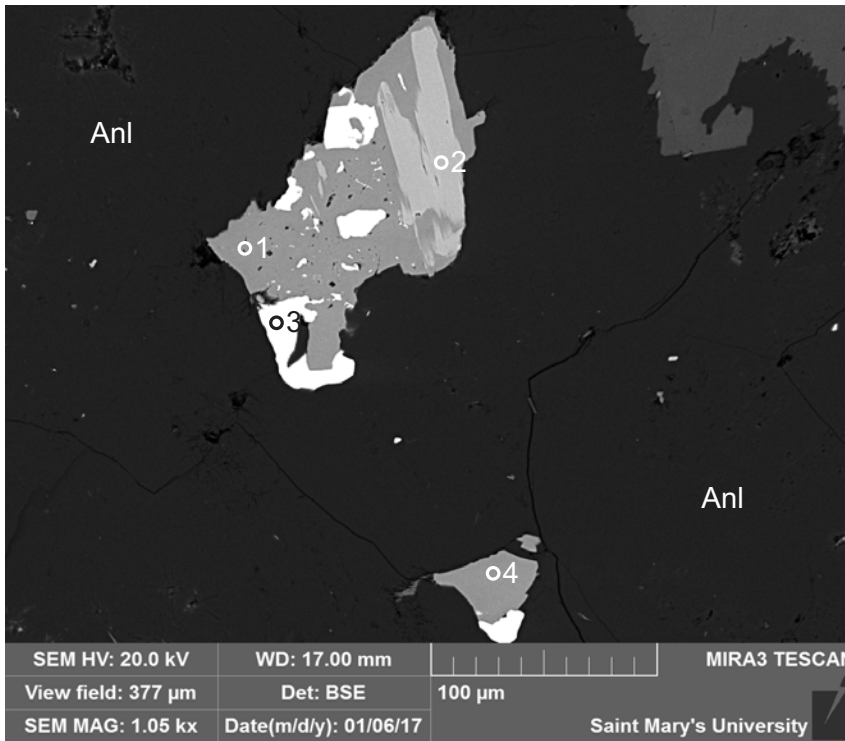 Anl
2
1
3
Anl
4
SEM HV: 20.0 kV
WD: 17.00 mm
MIRA3 TESCAN
View field: 377 µm
Det: BSE
100 µm
SEM MAG: 1.05 kx
Date(m/d/y): 01/06/17
Saint Mary's University